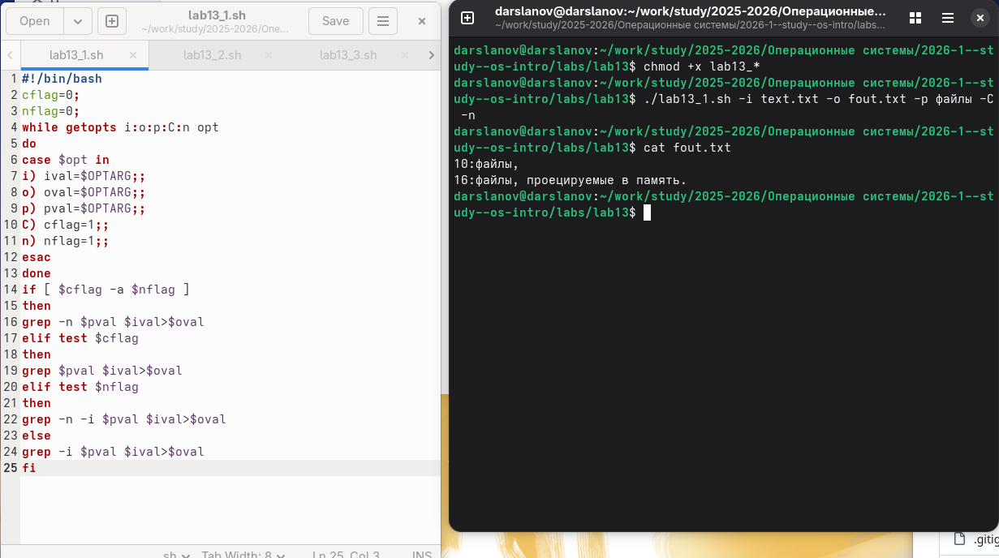 Open
lab13_1.sh
~/work/study/2025-2026/Опе...
Save
lab13_1.sh
lab13_2.sh
lab13_3.sh
1 #!/bin/bash
2 cflag=0;
3 nflag=0;
4 while getopts i:o:p:C:n opt
5 do
6 case $opt in
7 i) ival=$OPTARG;;
8 o) oval=$OPTARG;;
9 p) pval=$OPTARG;;
10 C) cflag=1;;
11 n) nflag=1;;
12 esac
13 done
14 if [ $cflag -a $nflag ]
15 then
16 grep -n $pval $ival>$oval
17 elif test $cflag
18 then
19 grep $pval $ival>$oval
20 elif test $nflag
21 then
22 grep -n -i $pval $ival>$oval
23 else
24 grep -i $pval $ival>$oval
25 fi
sh
Tab Width: 8
Ln 25, Col 3
INS
darslanov@darslanov:~/work/study/2025-2026/Операционные...
~/work/study/2025-2026/Операционные системы/2026-1--study--os-intro/labs...
darslanov@darslanov:~/work/study/2025-2026/Операционные системы/2026-1--st
udy--os-intro/labs/lab13$ chmod +x lab13_*
darslanov@darslanov:~/work/study/2025-2026/Операционные системы/2026-1--st
udy--os-intro/labs/lab13$ ./lab13_1.sh -i text.txt -o fout.txt -p файлы -C
-n
darslanov@darslanov:~/work/study/2025-2026/Операционные системы/2026-1--st
udy--os-intro/labs/lab13$ cat fout.txt
10:файлы,
16:файлы, проецируемые в память.
darslanov@darslanov:~/work/study/2025-2026/Операционные системы/2026-1--st
udy--os-intro/labs/lab13$